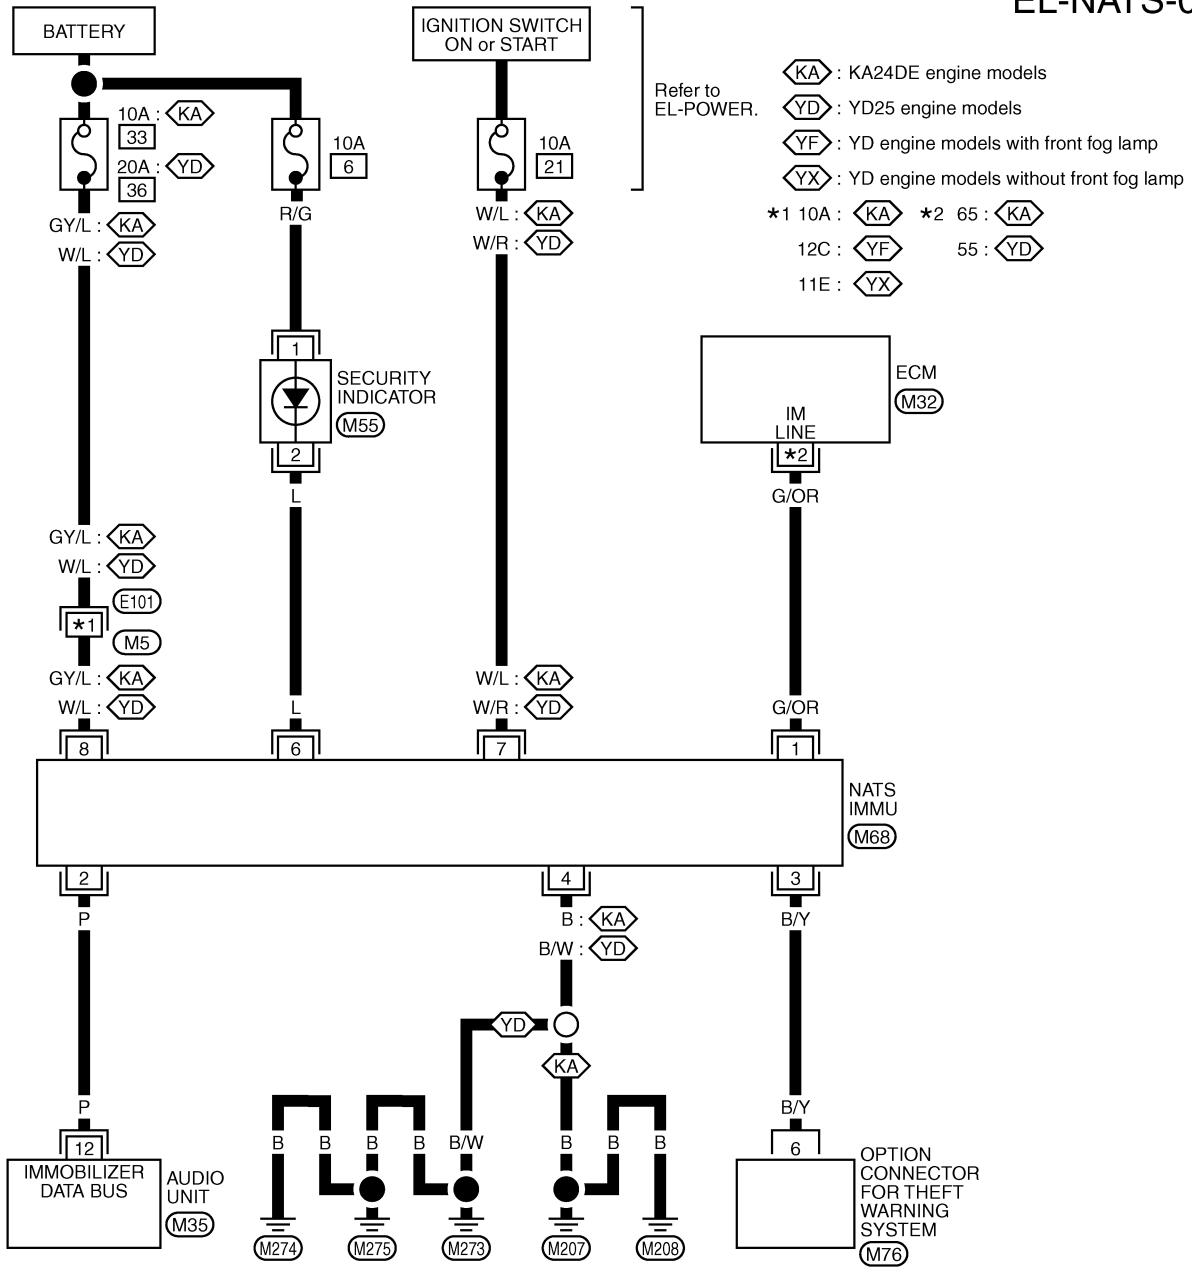 EL-NATS-0
BATTERY
IGNITION SWITCH
ON or START
Refer to
EL-POWER.
KA : KA24DE engine models
YD : YD25 engine models
YF : YD engine models with front fog lamp
YX : YD engine models without front fog lamp
*1 10A : KA *2 65 : KA
12C : YF 55 : YD
11E : YX
10A : KA
33
20A : YD
36
10A
6
10A
21
GY/L : KA
W/L : YD
R/G
W/L : KA
W/R : YD
1
SECURITY
INDICATOR
M55
2
L
ECM
M32
IM
LINE
*2
G/OR
GY/L : KA
W/L : YD
E101
*1
M5
GY/L : KA
W/L : YD
L
W/L : KA
W/R : YD
G/OR
8 6 7 1
NATS
IMMU
M68
2 4 3
P
B : KA
B/W : YD
B/Y
YD
KA
P
B B B B B/W B B B
B/Y
12
IMMOBILIZER
DATA BUS
AUDIO
UNIT
M35
M274 M275 M273 M207 M208
6
OPTION
CONNECTOR
FOR THEFT
WARNING
SYSTEM
M76